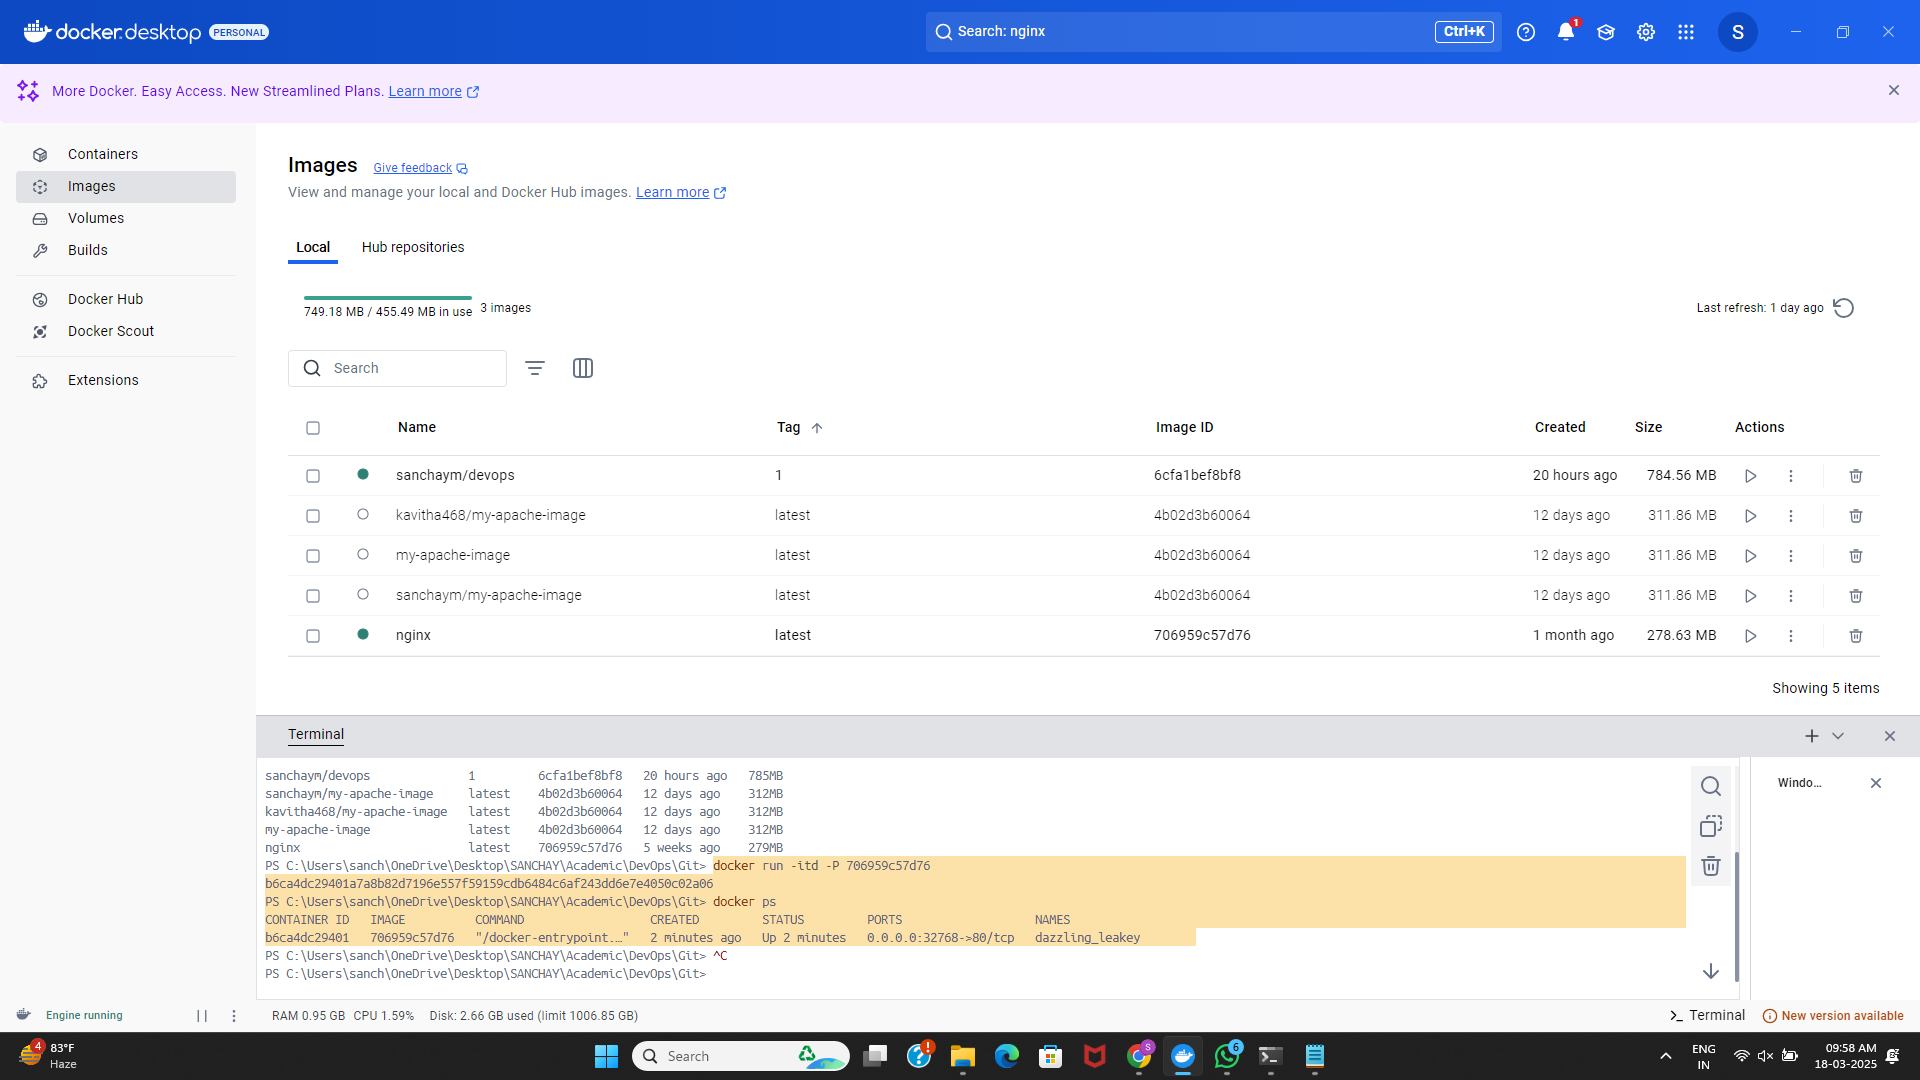 docker desktop PERSONAL
Search: nginx Ctrl+K
1
S
More Docker. Easy Access. New Streamlined Plans. Learn more
Containers
Images
Volumes
Builds
Docker Hub
Docker Scout
Extensions
Images Give feedback
View and manage your local and Docker Hub images. Learn more
Local Hub repositories
749.18 MB / 455.49 MB in use 3 images
Last refresh: 1 day ago
Search
Name Tag Image ID Created Size Actions
sanchaym/devops 1 6cfa1bef8bf8 20 hours ago 784.56 MB
kavitha468/my-apache-image latest 4b02d3b60064 12 days ago 311.86 MB
my-apache-image latest 4b02d3b60064 12 days ago 311.86 MB
sanchaym/my-apache-image latest 4b02d3b60064 12 days ago 311.86 MB
nginx latest 706959c57d76 1 month ago 278.63 MB
Showing 5 items
Terminal
sanchaym/devops 1 6cfa1bef8bf8 20 hours ago 785MB
sanchaym/my-apache-image latest 4b02d3b60064 12 days ago 312MB
kavitha468/my-apache-image latest 4b02d3b60064 12 days ago 312MB
my-apache-image latest 4b02d3b60064 12 days ago 312MB
nginx latest 706959c57d76 5 weeks ago 279MB
PS C:\Users\sanch\OneDrive\Desktop\SANCHAY\Academic\DevOps\Git> docker run -itd -P 706959c57d76
b6ca4dc29401a7a8b82d7196e557f59159cdb6484c6af243dd6e7e4050c02a06
PS C:\Users\sanch\OneDrive\Desktop\SANCHAY\Academic\DevOps\Git> docker ps
CONTAINER ID IMAGE COMMAND CREATED STATUS PORTS NAMES
b6ca4dc29401 706959c57d76 "/docker-entrypoint.…" 2 minutes ago Up 2 minutes 0.0.0.0:32768->80/tcp dazzling_leakey
PS C:\Users\sanch\OneDrive\Desktop\SANCHAY\Academic\DevOps\Git> ^C
PS C:\Users\sanch\OneDrive\Desktop\SANCHAY\Academic\DevOps\Git>
Windo...
Engine running
RAM 0.95 GB CPU 1.59% Disk: 2.66 GB used (limit 1006.85 GB)
Terminal
New version available
4
83°F
Haze
Search
S
6
ENG
IN
09:58 AM
18-03-2025